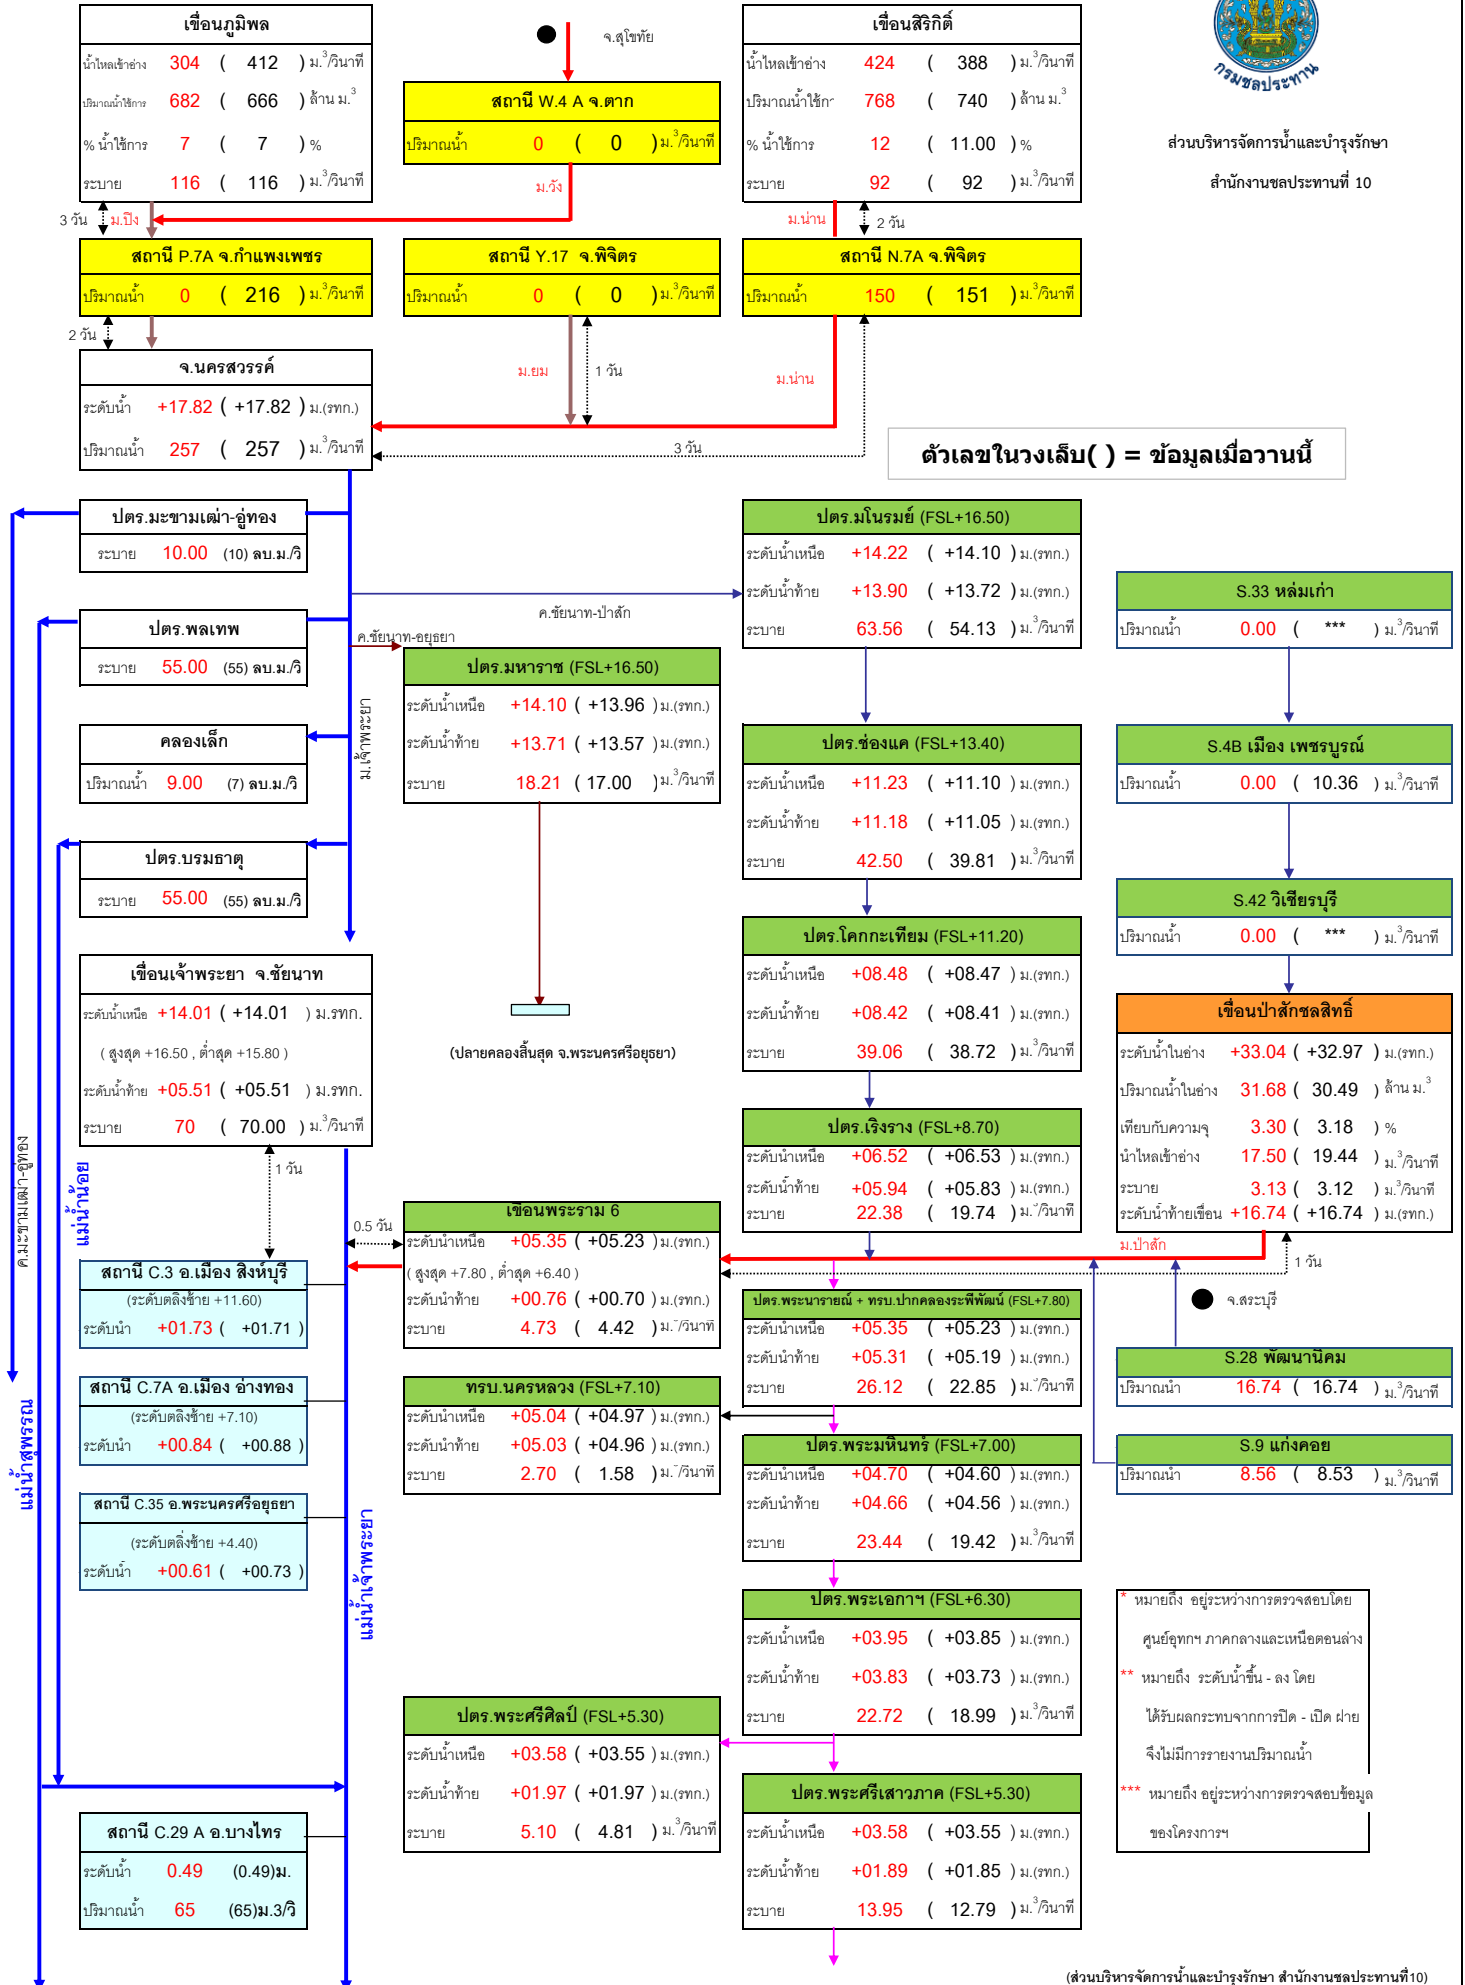 เขื่อนภูมิพล
น้ำไหลเข้าอ่าง 304 ( 412 ) ม.3/วินาที
ปริมาณน้ำใช้การ 682 ( 666 ) ล้าน ม.3
% น้ำใช้การ 7 ( 7 ) %
ระบาย 116 ( 116 ) ม.3/วินาที
จ.สุโขทัย
สถานี W.4 A จ.ตาก
ปริมาณน้ำ 0 ( 0 ) ม.3/วินาที
เขื่อนสิริกิติ์
น้ำไหลเข้าอ่าง 424 ( 388 ) ม.3/วินาที
ปริมาณน้ำใช้กา 768 ( 740 ) ล้าน ม.3
% น้ำใช้การ 12 ( 11.00 ) %
ระบาย 92 ( 92 ) ม.3/วินาที
กรมชลประทาน
ส่วนบริหารจัดการน้ำและบำรุงรักษา
สำนักงานชลประทานที่ 10
3 วัน ม.ปิง
ม.วัง
ม.น่าน
2 วัน
สถานี P.7A จ.กำแพงเพชร
ปริมาณน้ำ 0 ( 216 ) ม.3/วินาที
สถานี Y.17 จ.พิจิตร
ปริมาณน้ำ 0 ( 0 ) ม.3/วินาที
สถานี N.7A จ.พิจิตร
ปริมาณน้ำ 150 ( 151 ) ม.3/วินาที
2 วัน
จ.นครสวรรค์
ระดับน้ำ +17.82 ( +17.82 ) ม.(รทก.)
ปริมาณน้ำ 257 ( 257 ) ม.3/วินาที
ม.ยม
1 วัน
ม.น่าน
3 วัน
ตัวเลขในวงเล็บ( ) = ข้อมูลเมื่อวานนี้
ปตร.มะขามเฒ่า-อู่ทอง
ระบาย 10.00 (10) ลบ.ม./วิ
ปตร.พลเทพ
ระบาย 55.00 (55) ลบ.ม./วิ
คลองเล็ก
ปริมาณน้ำ 9.00 (7) ลบ.ม./วิ
ปตร.บรมธาตุ
ระบาย 55.00 (55) ลบ.ม./วิ
ม.เจ้าพระยา
ค.ชัยนาท-ป่าสัก
ค.ชัยนาท-อยุธยา
ปตร.มหาราช (FSL+16.50)
ระดับน้ำเหนือ +14.10 ( +13.96 ) ม.(รทก.)
ระดับน้ำท้าย +13.71 ( +13.57 ) ม.(รทก.)
ระบาย 18.21 ( 17.00 ) ม.3/วินาที
(ปลายคลองสิ้นสุด จ.พระนครศรีอยุธยา)
ปตร.มโนรมย์ (FSL+16.50)
ระดับน้ำเหนือ +14.22 ( +14.10 ) ม.(รทก.)
ระดับน้ำท้าย +13.90 ( +13.72 ) ม.(รทก.)
ระบาย 63.56 ( 54.13 ) ม.3/วินาที
ปตร.ช่องแค (FSL+13.40)
ระดับน้ำเหนือ +11.23 ( +11.10 ) ม.(รทก.)
ระดับน้ำท้าย +11.18 ( +11.05 ) ม.(รทก.)
ระบาย 42.50 ( 39.81 ) ม.3/วินาที
ปตร.โคกกะเทียม (FSL+11.20)
ระดับน้ำเหนือ +08.48 ( +08.47 ) ม.(รทก.)
ระดับน้ำท้าย +08.42 ( +08.41 ) ม.(รทก.)
ระบาย 39.06 ( 38.72 ) ม.3/วินาที
ปตร.เริงราง (FSL+8.70)
ระดับน้ำเหนือ +06.52 ( +06.53 ) ม.(รทก.)
ระดับน้ำท้าย +05.94 ( +05.83 ) ม.(รทก.)
ระบาย 22.38 ( 19.74 ) ม.3/วินาที
S.33 หล่มเก่า
ปริมาณน้ำ 0.00 ( *** ) ม.3/วินาที
S.4B เมือง เพชรบูรณ์
ปริมาณน้ำ 0.00 ( 10.36 ) ม.3/วินาที
S.42 วิเชียรบุรี
ปริมาณน้ำ 0.00 ( *** ) ม.3/วินาที
เขื่อนป่าสักชลสิทธิ์
ระดับน้ำในอ่าง +33.04 ( +32.97 ) ม.(รทก.)
ปริมาณน้ำในอ่าง 31.68 ( 30.49 ) ล้าน ม.3
เทียบกับความจุ 3.30 ( 3.18 ) %
น้ำไหลเข้าอ่าง 17.50 ( 19.44 ) ม.3/วินาที
ระบาย 3.13 ( 3.12 ) ม.3/วินาที
ระดับน้ำท้ายเขื่อน +16.74 ( +16.74 ) ม.(รทก.)
เขื่อนเจ้าพระยา จ.ชัยนาท
ระดับน้ำเหนือ +14.01 ( +14.01 ) ม.รทก.
( สูงสุด +16.50 , ต่ำสุด +15.80 )
ระดับน้ำท้าย +05.51 ( +05.51 ) ม.รทก.
ระบาย 70 ( 70.00 ) ม.3/วินาที
ค.มะขามเฒ่า-อู่ทอง
แม่น้ำน้อย
แม่น้ำสุพรรณ
แม่น้ำเจ้าพระยา
1 วัน
0.5 วัน
ม.ป่าสัก
1 วัน
จ.สระบุรี
เขื่อนพระราม 6
ระดับน้ำเหนือ +05.35 ( +05.23 ) ม.(รทก.)
( สูงสุด +7.80 , ต่ำสุด +6.40 )
ระดับน้ำท้าย +00.76 ( +00.70 ) ม.(รทก.)
ระบาย 4.73 ( 4.42 ) ม.3/วินาที
ทรบ.นครหลวง (FSL+7.10)
ระดับน้ำเหนือ +05.04 ( +04.97 ) ม.(รทก.)
ระดับน้ำท้าย +05.03 ( +04.96 ) ม.(รทก.)
ระบาย 2.70 ( 1.58 ) ม.3/วินาที
สถานี C.3 อ.เมือง สิงห์บุรี
(ระดับตลิ่งซ้าย +11.60)
ระดับน้ำ +01.73 ( +01.71 )
สถานี C.7A อ.เมือง อ่างทอง
(ระดับตลิ่งซ้าย +7.10)
ระดับน้ำ +00.84 ( +00.88 )
สถานี C.35 อ.พระนครศรีอยุธยา
(ระดับตลิ่งซ้าย +4.40)
ระดับน้ำ +00.61 ( +00.73 )
ปตร.พระนารายณ์ + ทรบ.ปากคลองระพีพัฒน์ (FSL+7.80)
ระดับน้ำเหนือ +05.35 ( +05.23 ) ม.(รทก.)
ระดับน้ำท้าย +05.31 ( +05.19 ) ม.(รทก.)
ระบาย 26.12 ( 22.85 ) ม.3/วินาที
ปตร.พระมหินทร์ (FSL+7.00)
ระดับน้ำเหนือ +04.70 ( +04.60 ) ม.(รทก.)
ระดับน้ำท้าย +04.66 ( +04.56 ) ม.(รทก.)
ระบาย 23.44 ( 19.42 ) ม.3/วินาที
S.28 พัฒนานิคม
ปริมาณน้ำ 16.74 ( 16.74 ) ม.3/วินาที
S.9 แก่งคอย
ปริมาณน้ำ 8.56 ( 8.53 ) ม.3/วินาที
ปตร.พระเอกาฯ (FSL+6.30)
ระดับน้ำเหนือ +03.95 ( +03.85 ) ม.(รทก.)
ระดับน้ำท้าย +03.83 ( +03.73 ) ม.(รทก.)
ระบาย 22.72 ( 18.99 ) ม.3/วินาที
ปตร.พระศรีศิลป์ (FSL+5.30)
ระดับน้ำเหนือ +03.58 ( +03.55 ) ม.(รทก.)
ระดับน้ำท้าย +01.97 ( +01.97 ) ม.(รทก.)
ระบาย 5.10 ( 4.81 ) ม.3/วินาที
ปตร.พระศรีเสาวภาค (FSL+5.30)
ระดับน้ำเหนือ +03.58 ( +03.55 ) ม.(รทก.)
ระดับน้ำท้าย +01.89 ( +01.85 ) ม.(รทก.)
ระบาย 13.95 ( 12.79 ) ม.3/วินาที
* หมายถึง อยู่ระหว่างการตรวจสอบโดย
ศูนย์อุทกฯ ภาคกลางและเหนือตอนล่าง
** หมายถึง ระดับน้ำขึ้น - ลง โดย
ได้รับผลกระทบจากการปิด - เปิด ฝาย
จึงไม่มีการรายงานปริมาณน้ำ
*** หมายถึง อยู่ระหว่างการตรวจสอบข้อมูล
ของโครงการฯ
สถานี C.29 A อ.บางไทร
ระดับน้ำ 0.49 (0.49)ม.
ปริมาณน้ำ 65 (65)ม.3/วิ
(ส่วนบริหารจัดการน้ำและบำรุงรักษา สำนักงานชลประทานที่10)